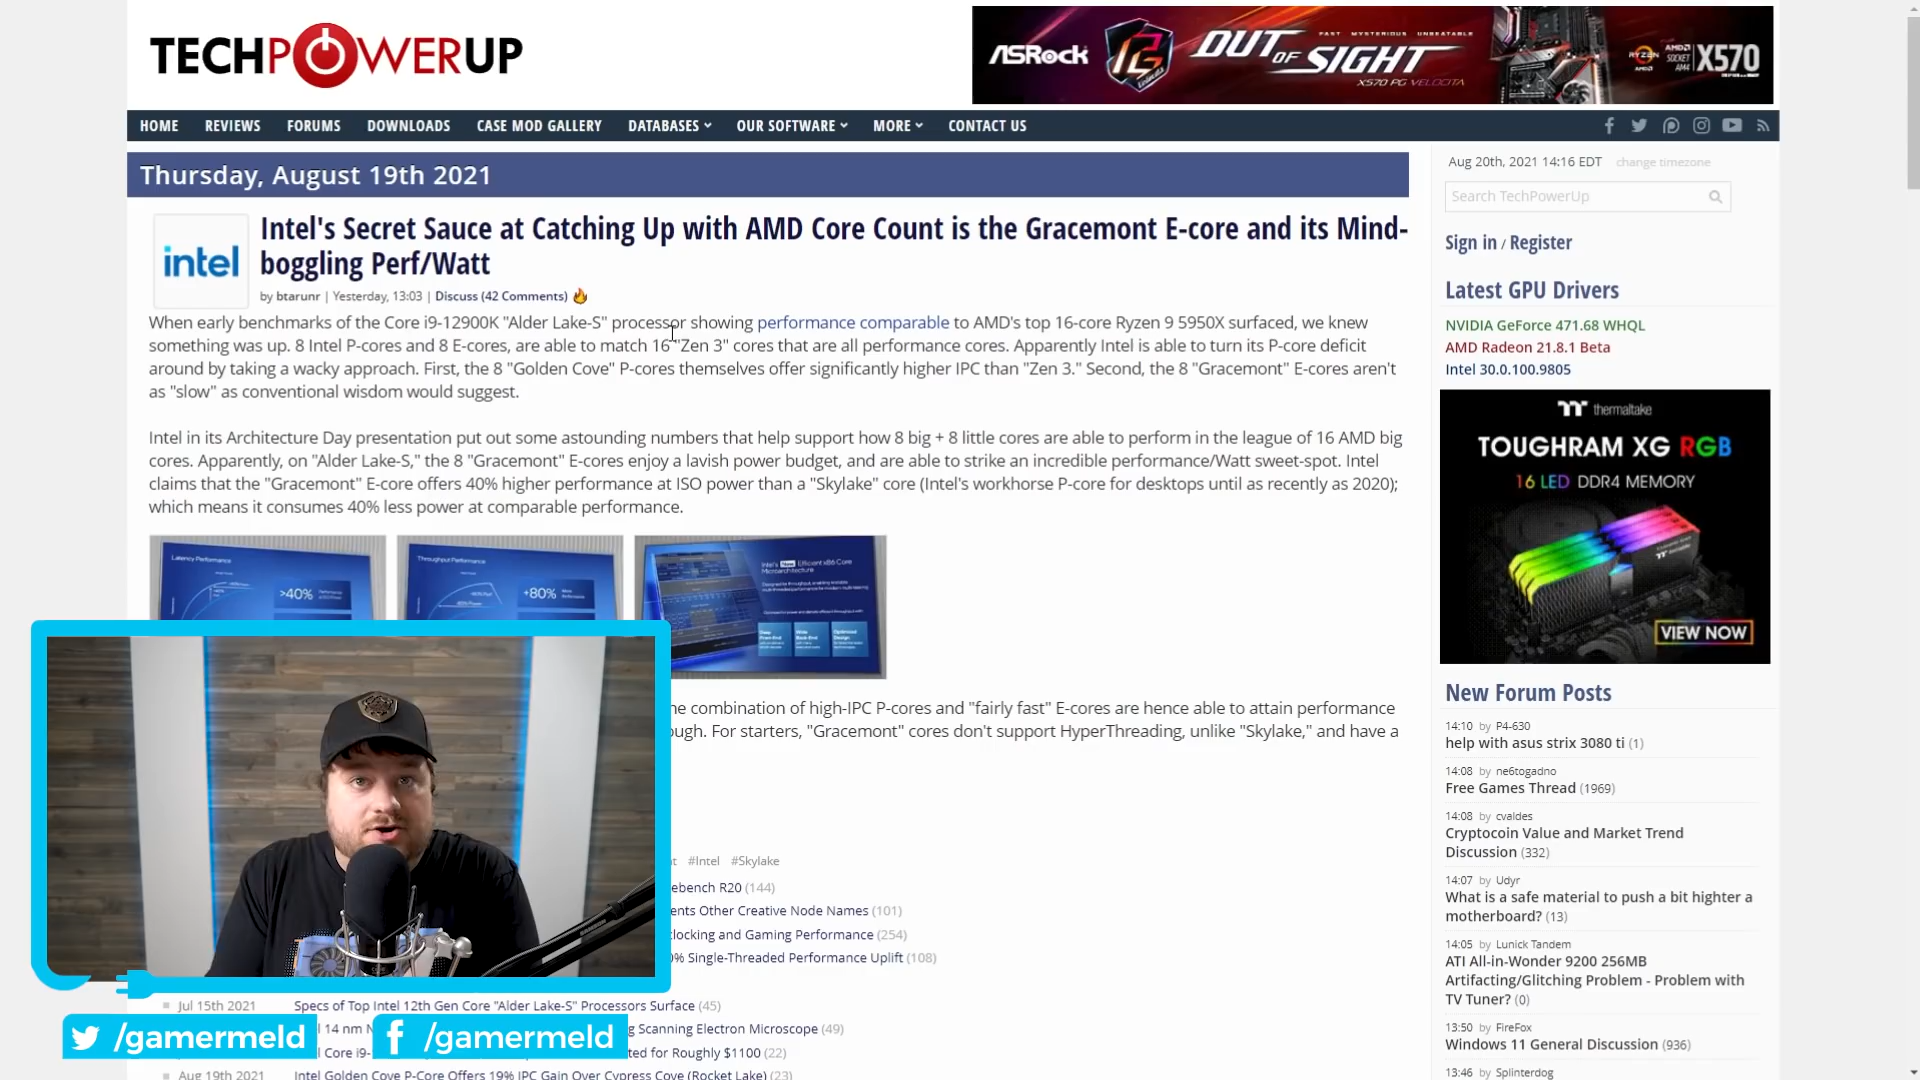 TECHPOWERUP
ASRock
OUT OF SIGHT
FAST MYSTERIOUS UNBEATABLE
X570 PG VELOCITA
RYZEN
AMD
SOCKET
AM4
X570
HOME REVIEWS FORUMS DOWNLOADS CASE MOD GALLERY DATABASES OUR SOFTWARE MORE CONTACT US
Thursday, August 19th 2021
intel
Intel's Secret Sauce at Catching Up with AMD Core Count is the Gracemont E-core and its Mind-
boggling Perf/Watt
by btarunr | Yesterday, 13:03 | Discuss (42 Comments)
When early benchmarks of the Core i9-12900K "Alder Lake-S" processor showing performance comparable to AMD's top 16-core Ryzen 9 5950X surfaced, we knew
something was up. 8 Intel P-cores and 8 E-cores, are able to match 16 "Zen 3" cores that are all performance cores. Apparently Intel is able to turn its P-core deficit
around by taking a wacky approach. First, the 8 "Golden Cove" P-cores themselves offer significantly higher IPC than "Zen 3." Second, the 8 "Gracemont" E-cores aren't
as "slow" as conventional wisdom would suggest.
Intel in its Architecture Day presentation put out some astounding numbers that help support how 8 big + 8 little cores are able to perform in the league of 16 AMD big
cores. Apparently, on "Alder Lake-S," the 8 "Gracemont" E-cores enjoy a lavish power budget, and are able to strike an incredible performance/Watt sweet-spot. Intel
claims that the "Gracemont" E-core offers 40% higher performance at ISO power than a "Skylake" core (Intel's workhorse P-core for desktops until as recently as 2020);
which means it consumes 40% less power at comparable performance.
Latency Performance
>40%
Throughput Performance
+80%
Efficient x86 Core
Microarchitecture
ne combination of high-IPC P-cores and "fairly fast" E-cores are hence able to attain performance
ough. For starters, "Gracemont" cores don't support HyperThreading, unlike "Skylake," and have a
t #Intel #Skylake
ebench R20 (144)
ents Other Creative Node Names (101)
clocking and Gaming Performance (254)
0% Single-Threaded Performance Uplift (108)
Jul 15th 2021 Specs of Top Intel 12th Gen Core "Alder Lake-S" Processors Surface (45)
l 14 nm N
g Scanning Electron Microscope (49)
l Core i9-
ted for Roughly $1100 (22)
Aug 19th 2021 Intel Golden Cove P-Core Offers 19% IPC Gain Over Cypress Cove (Rocket Lake) (23)
/gamermeld
/gamermeld
Aug 20th, 2021 14:16 EDT change timezone
Search TechPowerUp
Sign in / Register
Latest GPU Drivers
NVIDIA GeForce 471.68 WHQL
AMD Radeon 21.8.1 Beta
Intel 30.0.100.9805
thermaltake
TOUGHRAM XG RGB
16 LED DDR4 MEMORY
VIEW NOW
New Forum Posts
14:10 by P4-630
help with asus strix 3080 ti (1)
14:08 by ne6togadno
Free Games Thread (1969)
14:08 by cvaldes
Cryptocoin Value and Market Trend
Discussion (332)
14:07 by Udyr
What is a safe material to push a bit highter a
motherboard? (13)
14:05 by Lunick Tandem
ATI All-in-Wonder 9200 256MB
Artifacting/Glitching Problem - Problem with
TV Tuner? (0)
13:50 by FireFox
Windows 11 General Discussion (936)
13:46 by Splinterdog